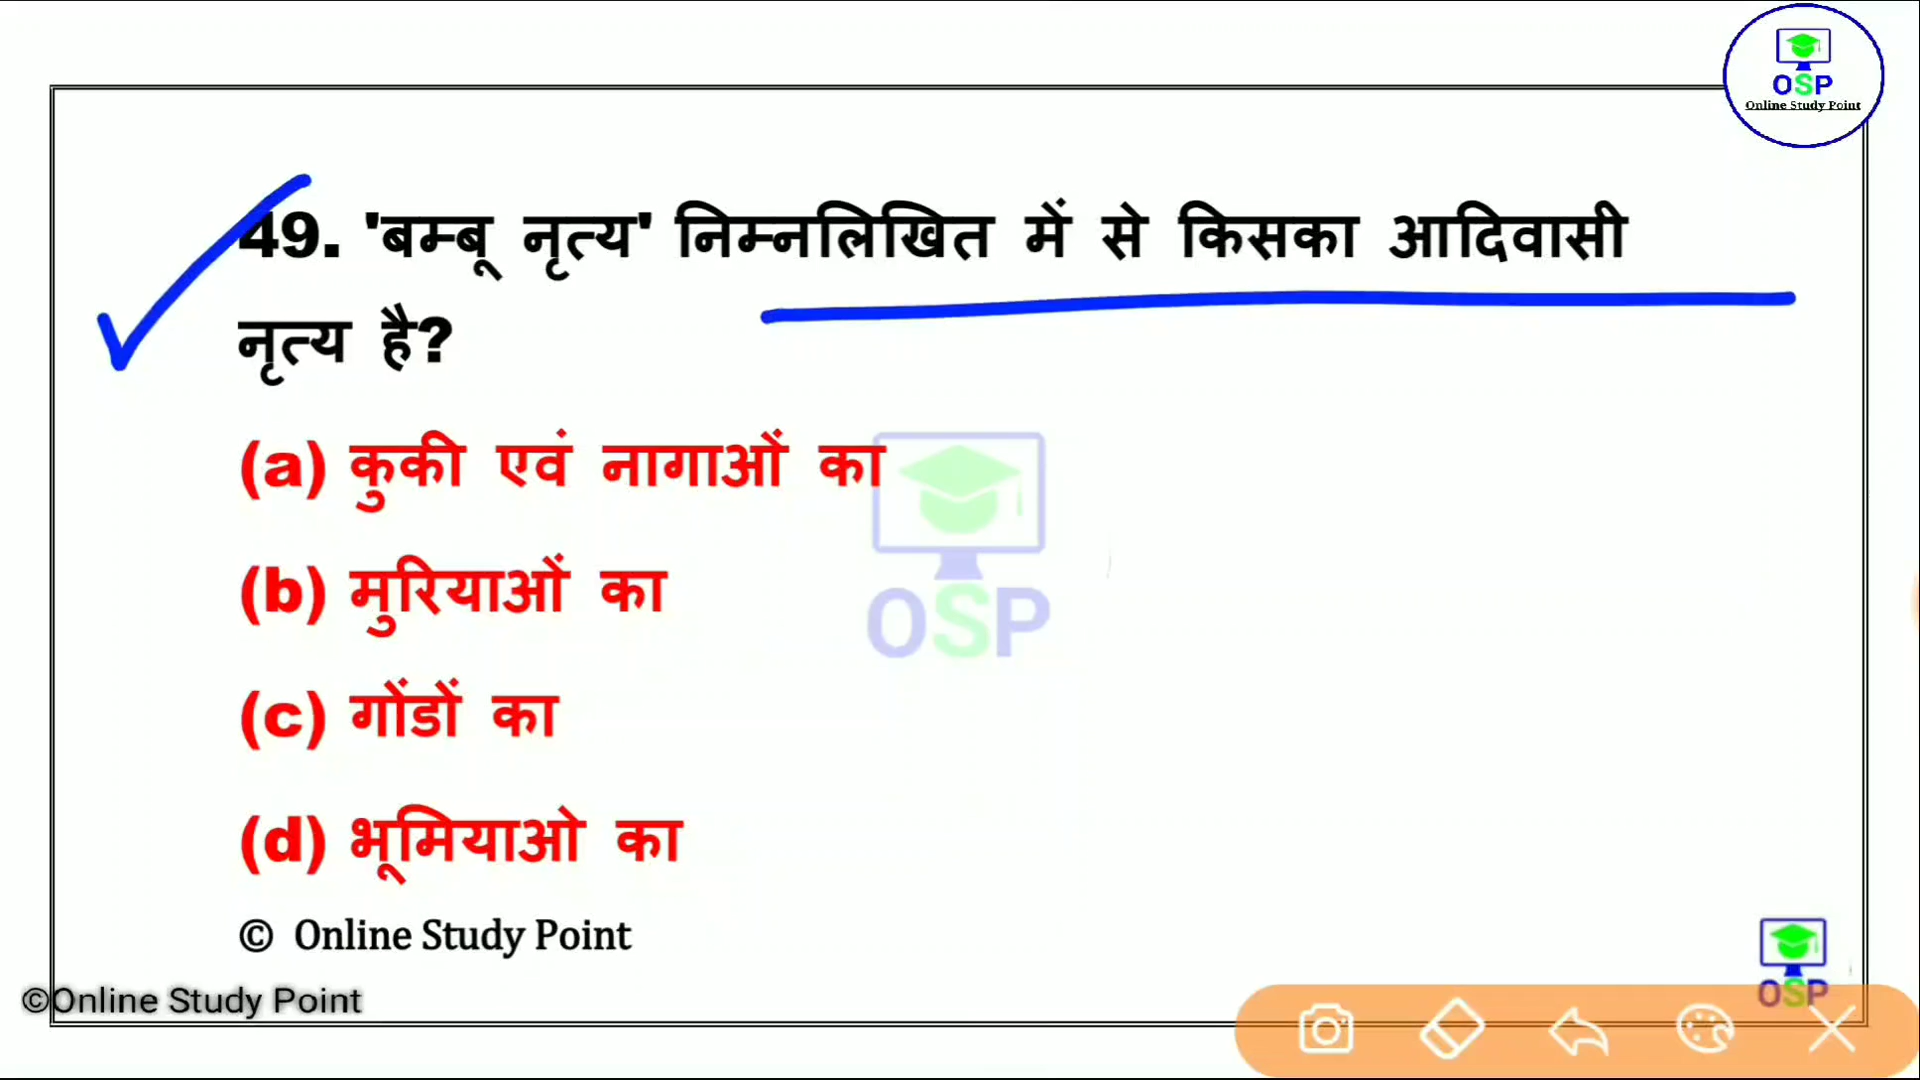 OSP
Online Study Point
49. 'बम्बू नृत्य' निम्नलिखित में से किसका आदिवासी
नृत्य है?
(a) कुकी एवं नागाओं का
(b) मुरियाओं का
(c) गोंडों का
(d) भूमियाओ का
OSP
© Online Study Point
©Online Study Point
OSP